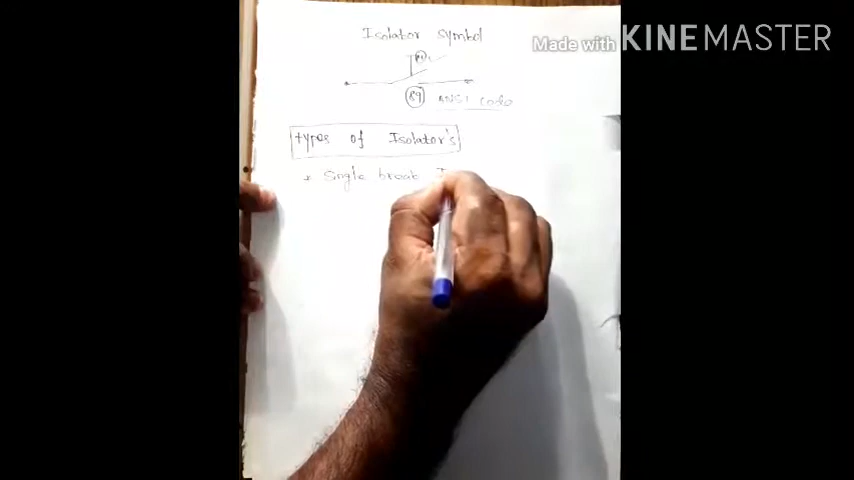 Isolator Symbol
Made with KINEMASTER
89 ANSI Code
types of Isolator's
* Single break I